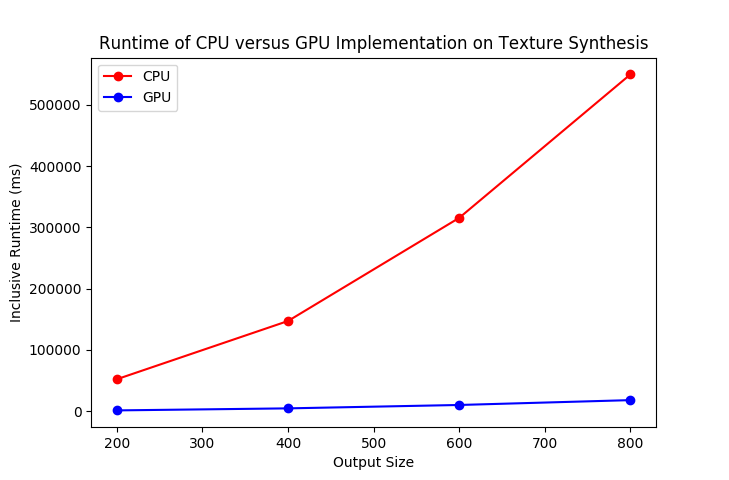 Runtime of CPU versus GPU Implementation on Texture Synthesis
CPU
GPU
Inclusive Runtime (ms)
500000
400000
300000
200000
100000
0
200 300 400 500 600 700 800
Output Size